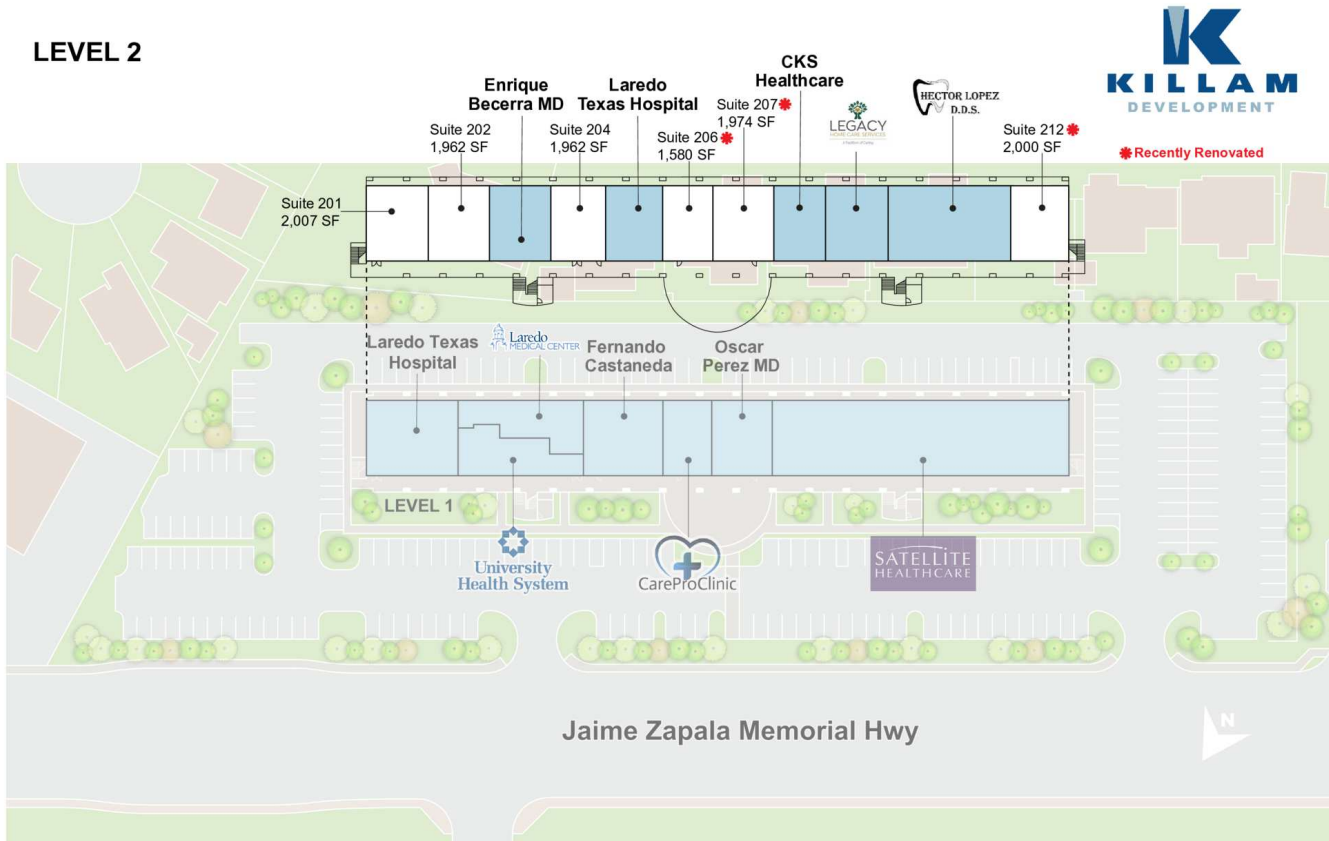 LEVEL 2
KILLAM
DEVELOPMENT
Recently Renovated
Suite 201
2,007 SF
Suite 202
1,962 SF
Enrique
Becerra MD
Suite 204
1,962 SF
Laredo
Texas Hospital
Suite 206
1,580 SF
Suite 207
1,974 SF
CKS
Healthcare
LEGACY
HOME CARE SERVICES
HECTOR LOPEZ
D.D.S.
Suite 212
2,000 SF
Laredo Texas
Hospital
Laredo
MEDICAL CENTER
Fernando
Castaneda
Oscar
Perez MD
LEVEL 1
University
Health System
CareProClinic
SATELLITE
HEALTHCARE
Jaime Zapala Memorial Hwy
N